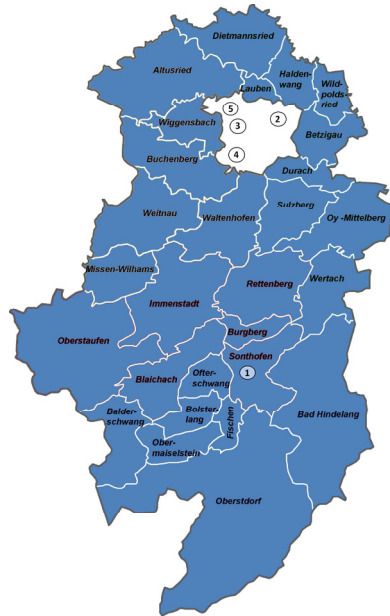 Dietmannsried
Altusried
Halden-
wang
Wild-
polds-
ried
Lauben
5
2
Wiggensbach
3
Betzigau
4
Buchenberg
Durach
Sulzberg
Weitnau
Waltenhofen
Oy -Mittelberg
Missen-Wilhams
Wertach
Rettenberg
Immenstadt
Burgberg
Oberstaufen
Sonthofen
Ofter-
schwang
1
Blaichach
Balder-
schwang
Bolster-
lang
Fischen
Bad Hindelang
Ober-
maiselstein
Oberstdorf